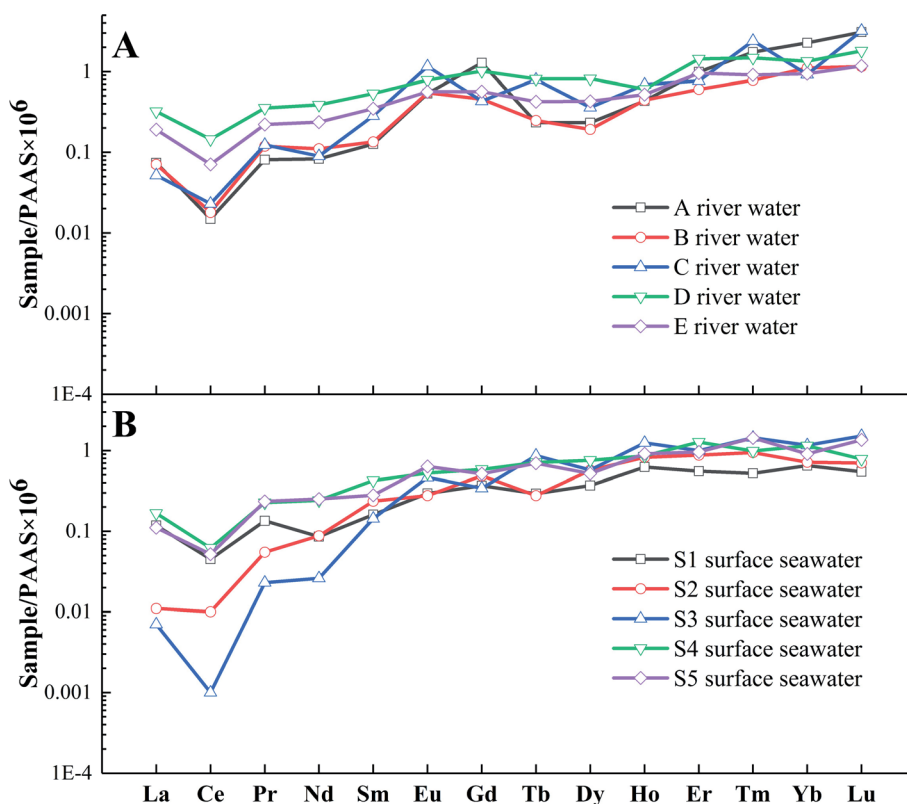 A
Sample/PAAS×10⁶
1
0.1
0.01
0.001
1E-4
A river water
B river water
C river water
D river water
E river water
B
Sample/PAAS×10⁶
1
0.1
0.01
0.001
1E-4
S1 surface seawater
S2 surface seawater
S3 surface seawater
S4 surface seawater
S5 surface seawater
La Ce Pr Nd Sm Eu Gd Tb Dy Ho Er Tm Yb Lu